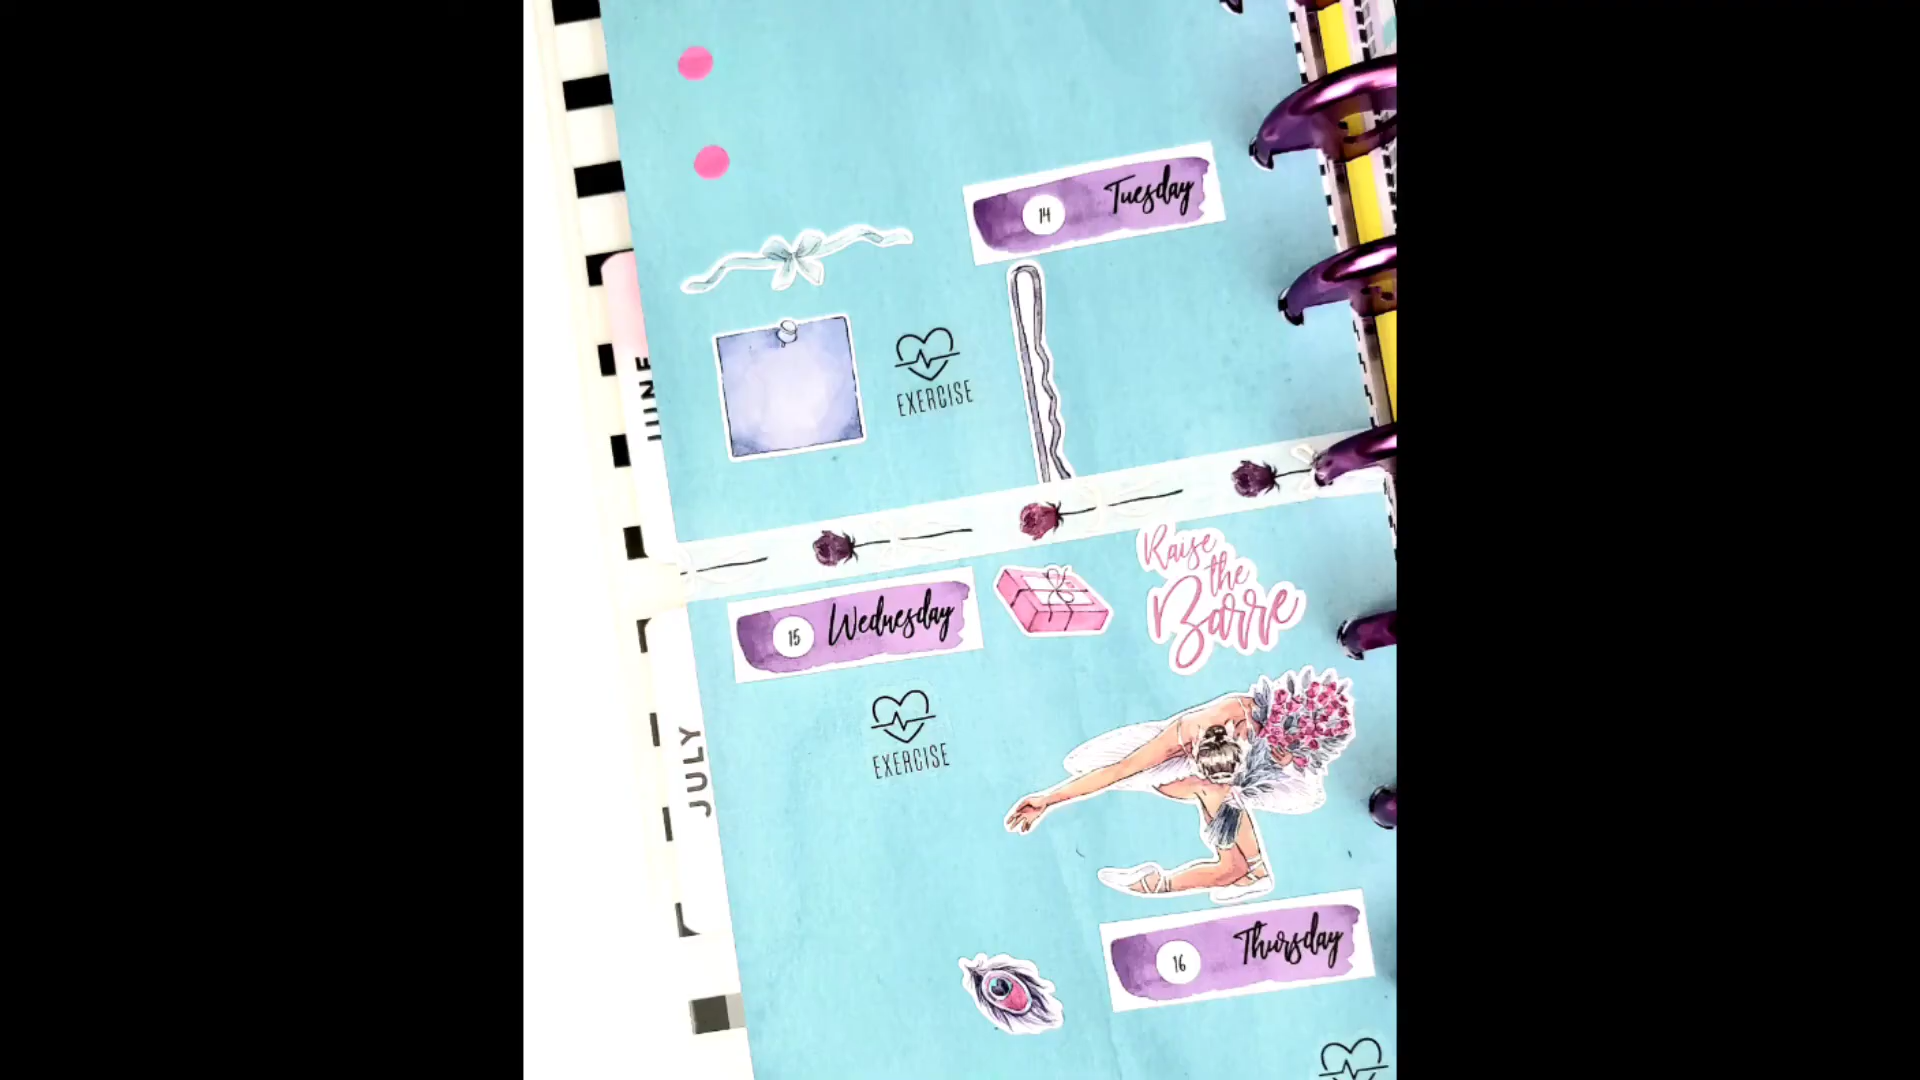 14 Tuesday
EXERCISE
JUNE
Raise
the
Barre
15 Wednesday
EXERCISE
JULY
16 Thursday